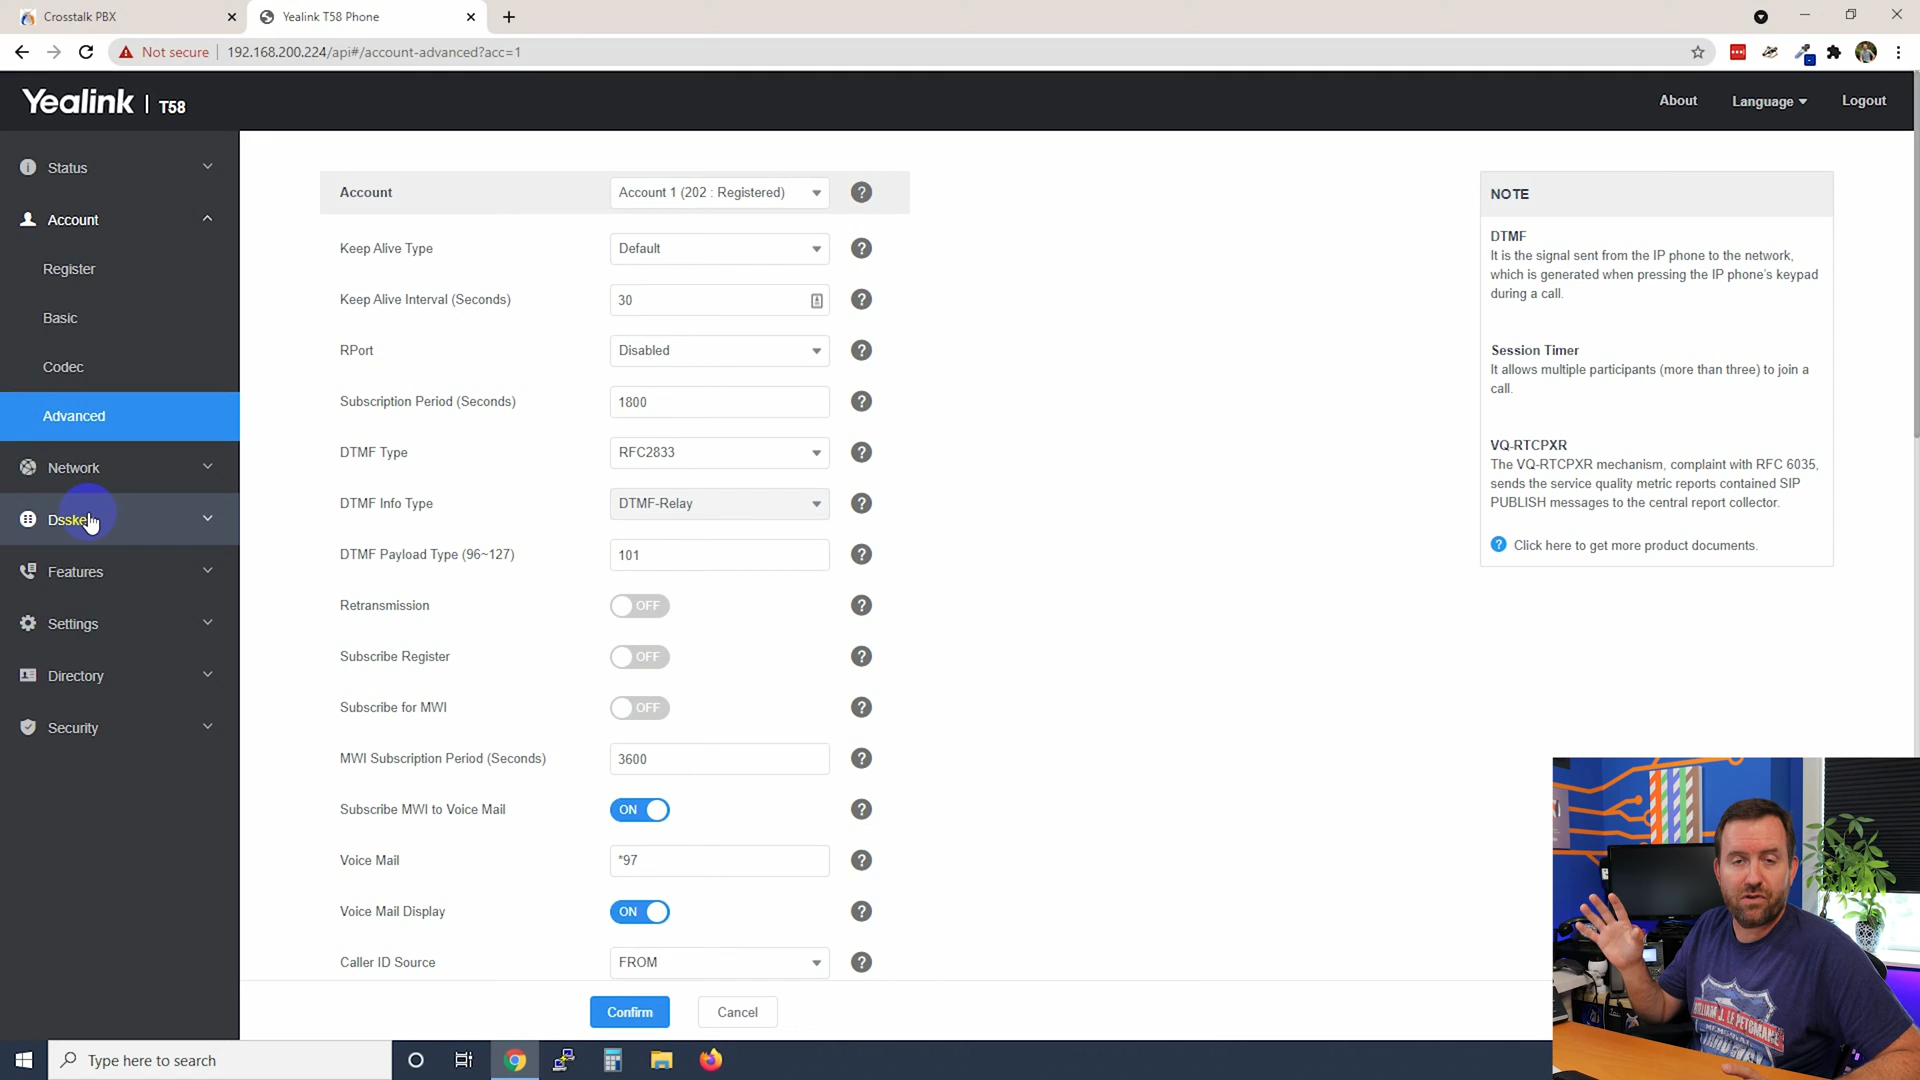 Crosstalk PBX
Yealink T58 Phone
Not secure
192.168.200.224/api#/account-advanced?acc=1
Yealink | T58
About
Language
Logout
Status
Account
Register
Basic
Codec
Advanced
Network
Dsskey
Features
Settings
Directory
Security
Account
Account 1 (202 : Registered)
Keep Alive Type
Default
Keep Alive Interval (Seconds)
30
RPort
Disabled
Subscription Period (Seconds)
1800
DTMF Type
RFC2833
DTMF Info Type
DTMF-Relay
DTMF Payload Type (96~127)
101
Retransmission
OFF
Subscribe Register
OFF
Subscribe for MWI
OFF
MWI Subscription Period (Seconds)
3600
Subscribe MWI to Voice Mail
ON
Voice Mail
*97
Voice Mail Display
ON
Caller ID Source
FROM
Confirm
Cancel
NOTE
DTMF
It is the signal sent from the IP phone to the network,
which is generated when pressing the IP phone's keypad
during a call.
Session Timer
It allows multiple participants (more than three) to join a
call.
VQ-RTCPXR
The VQ-RTCPXR mechanism, complaint with RFC 6035,
sends the service quality metric reports contained SIP
PUBLISH messages to the central report collector.
Click here to get more product documents.
WILLIAM J. LE PETOMANE
MEMORIAL
THRUWAY
Type here to search